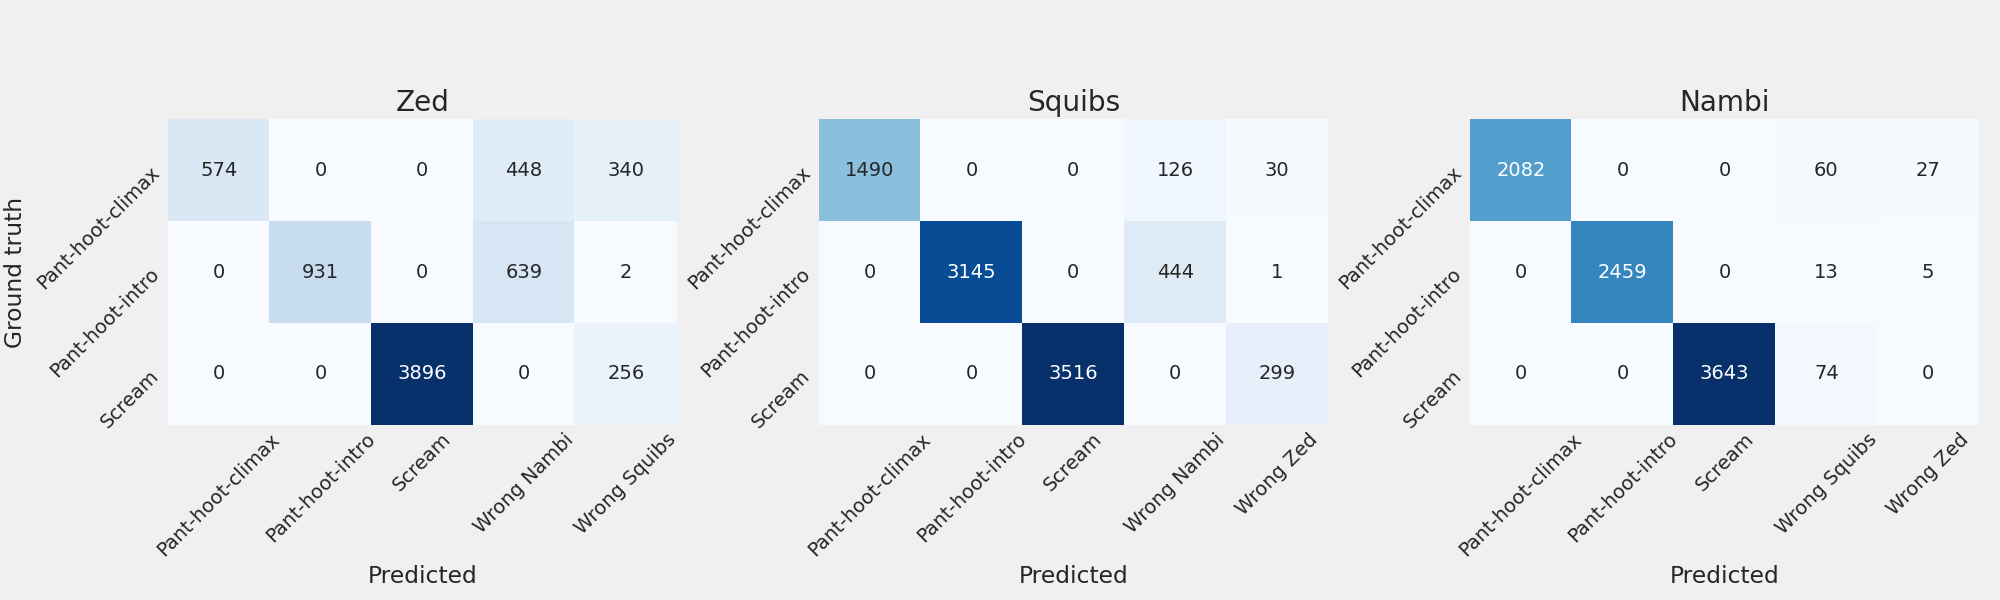 Zed
Squibs
Nambi
Ground truth
Pant-hoot-climax
574 0 0 448 340
Pant-hoot-intro
0 931 0 639 2
Scream
0 0 3896 0 256
Pant-hoot-climax
Pant-hoot-intro
Scream
Wrong Nambi
Wrong Squibs
Predicted
Pant-hoot-climax
1490 0 0 126 30
Pant-hoot-intro
0 3145 0 444 1
Scream
0 0 3516 0 299
Pant-hoot-climax
Pant-hoot-intro
Scream
Wrong Nambi
Wrong Zed
Predicted
Pant-hoot-climax
2082 0 0 60 27
Pant-hoot-intro
0 2459 0 13 5
Scream
0 0 3643 74 0
Pant-hoot-climax
Pant-hoot-intro
Scream
Wrong Squibs
Wrong Zed
Predicted